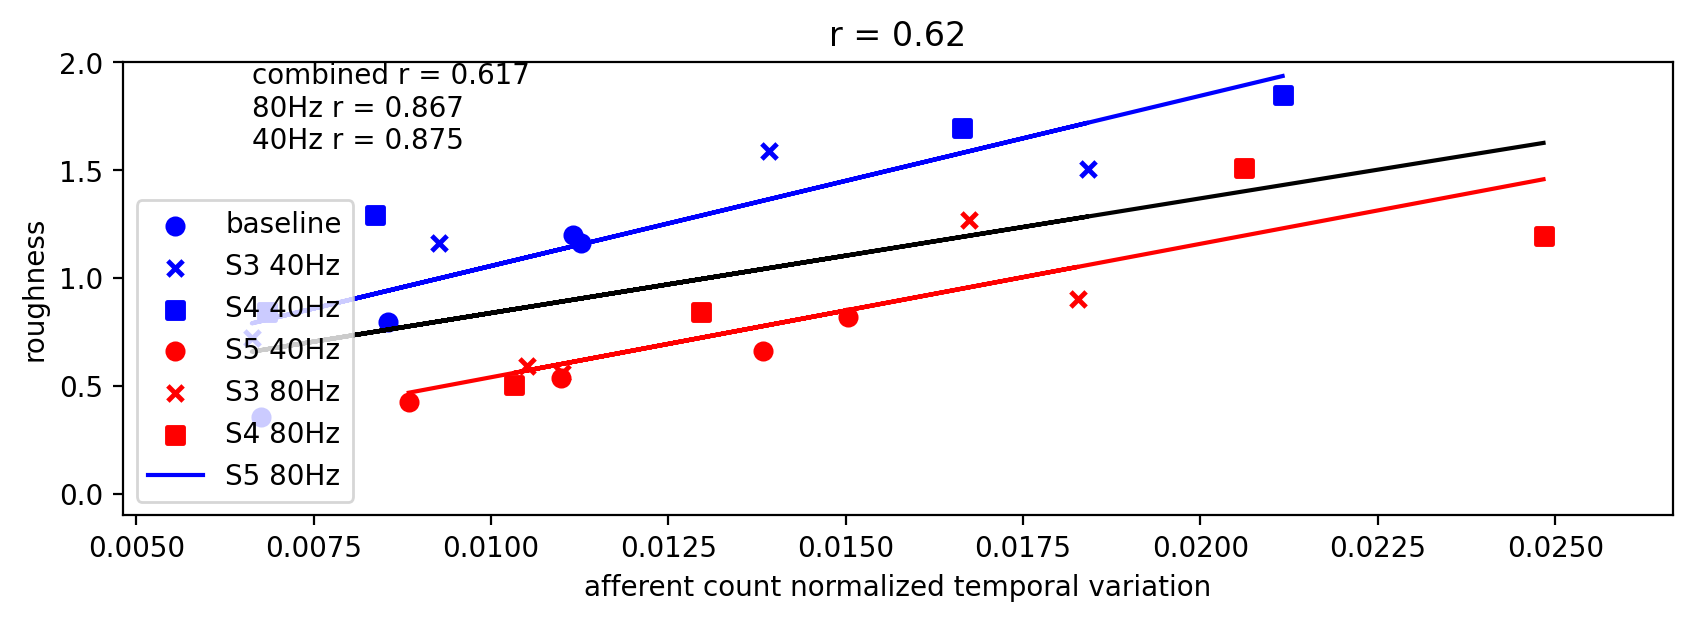 r = 0.62
combined r = 0.617
80Hz r = 0.867
40Hz r = 0.875
2.0
1.5
1.0
0.5
0.0
roughness
baseline
S3 40Hz
S4 40Hz
S5 40Hz
S3 80Hz
S4 80Hz
S5 80Hz
0.0050 0.0075 0.0100 0.0125 0.0150 0.0175 0.0200 0.0225 0.0250
afferent count normalized temporal variation